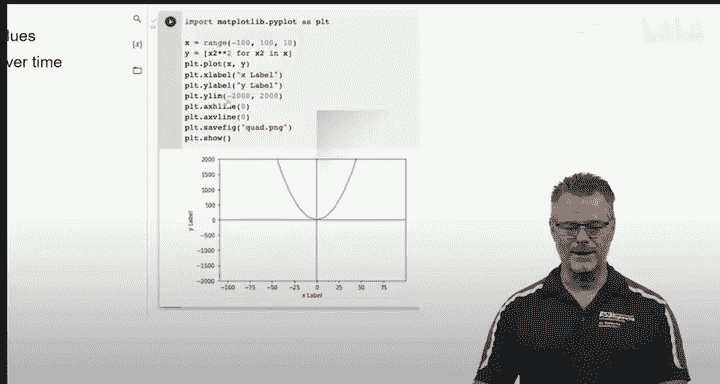 lues
ver time
{x}
import matplotlib.pyplot as plt
x = range(-100, 100, 10)
y = [x2**2 for x2 in x]
plt.plot(x, y)
plt.xlabel("x Label")
plt.ylabel("y Label")
plt.ylim(-2000, 2000)
plt.axhline(0)
plt.axvline(0)
plt.savefig("quad.png")
plt.show()
2000
1500
1000
500
0
-500
-1000
-1500
-2000
y Label
-100 -75 -50 -25 0 25 50 75
x Label